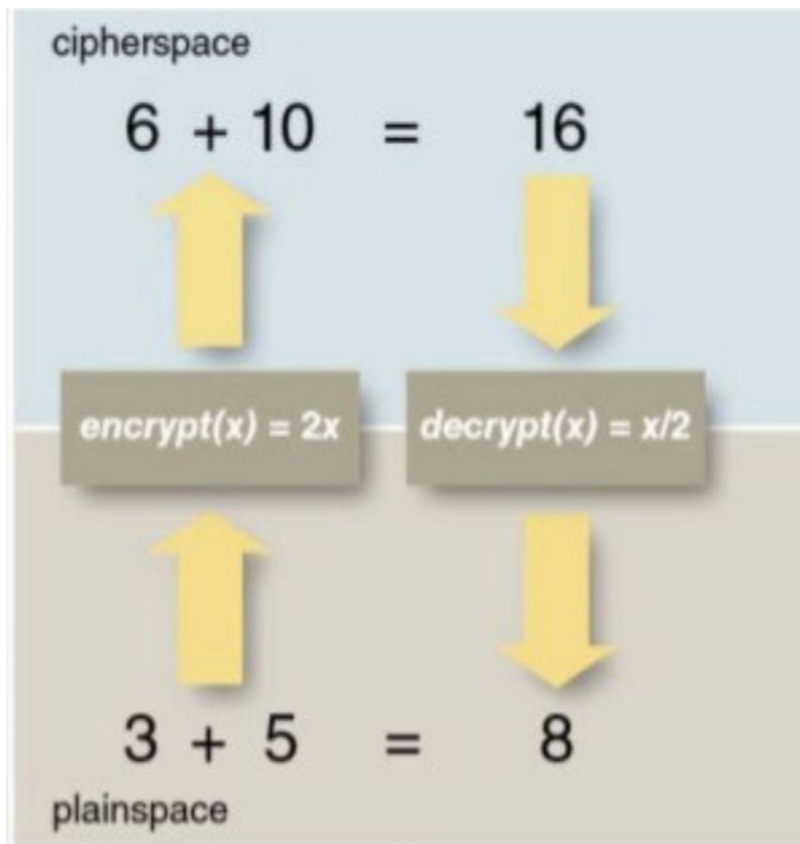 cipherspace
6 + 10 = 16
encrypt(x) = 2x
decrypt(x) = x/2
3 + 5 = 8
plainspace